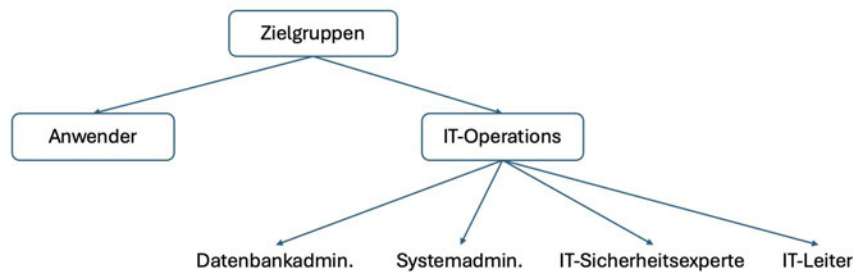 Zielgruppen
Anwender
IT-Operations
Datenbankadmin.
Systemadmin.
IT-Sicherheitsexperte
IT-Leiter